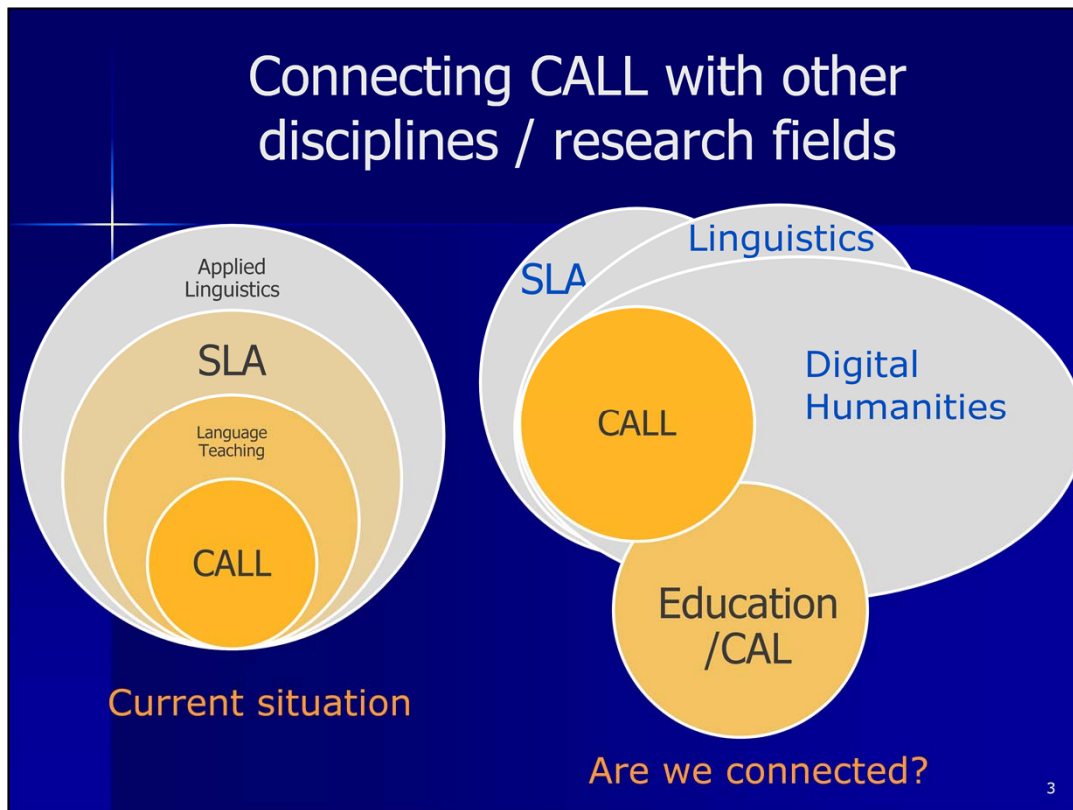 Connecting CALL with other
disciplines / research fields
Applied
Linguistics
SLA
Language
Teaching
CALL
Current situation
SLA
Linguistics
Digital
Humanities
CALL
Education
/CAL
Are we connected?
3